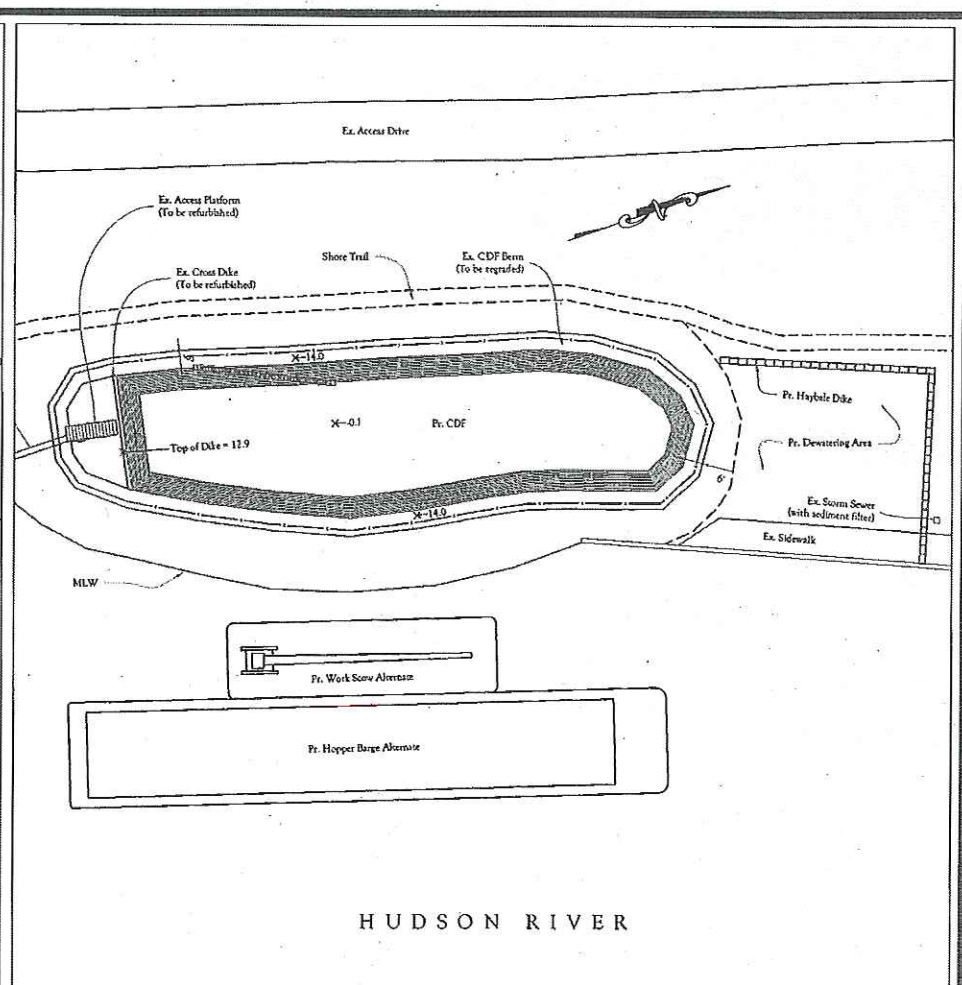 Ex. Access Drive
Ex. Access Platform
(To be refurbished)
Shore Trail
Ex. CDF Berm
(To be regraded)
Ex. Cross Dike
(To be refurbished)
14.0
Pr. Haybale Dike
-0.1
Pr. CDF
Pr. Dewatering Area
Top of Dike = 12.9
6'
Ex. Storm Sewer
(with sediment filter)
14.0
Ex. Sidewalk
MLW
Pr. Work Scow Alternate
Pr. Hopper Barge Alternate
HUDSON RIVER